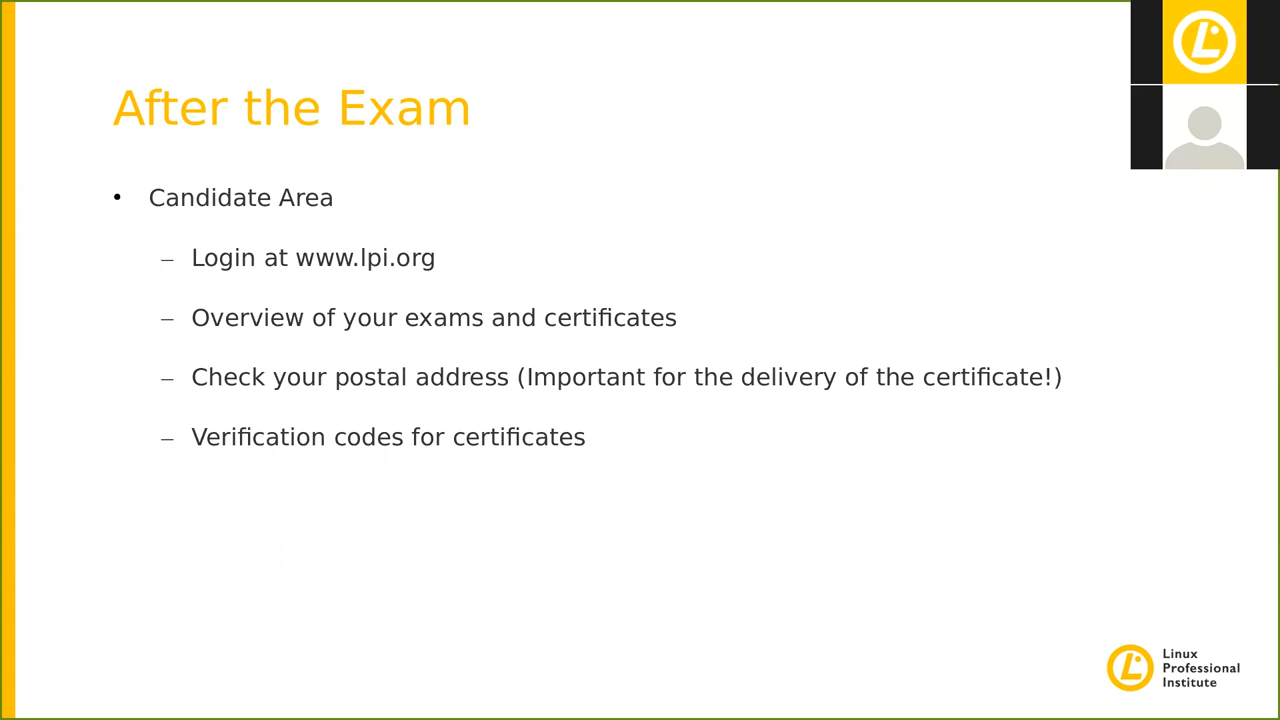 After the Exam
• Candidate Area
– Login at www.lpi.org
– Overview of your exams and certificates
– Check your postal address (Important for the delivery of the certificate!)
– Verification codes for certificates
Linux
Professional
Institute